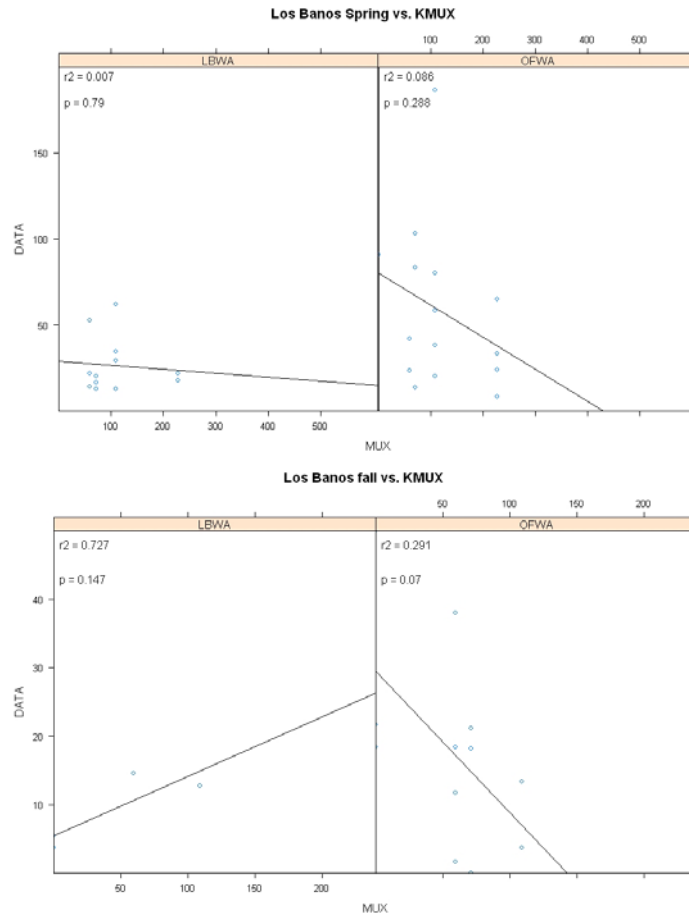 Los Banos Spring vs. KMUX
100 300 500
LBWA OFWA
r2 = 0.007 r2 = 0.086
p = 0.79 p = 0.288
150
100
50
DATA
100 200 300 400 500
MUX
Los Banos fall vs. KMUX
50 100 150 200
LBWA OFWA
r2 = 0.727 r2 = 0.291
p = 0.147 p = 0.07
40
30
20
10
DATA
50 100 150 200
MUX